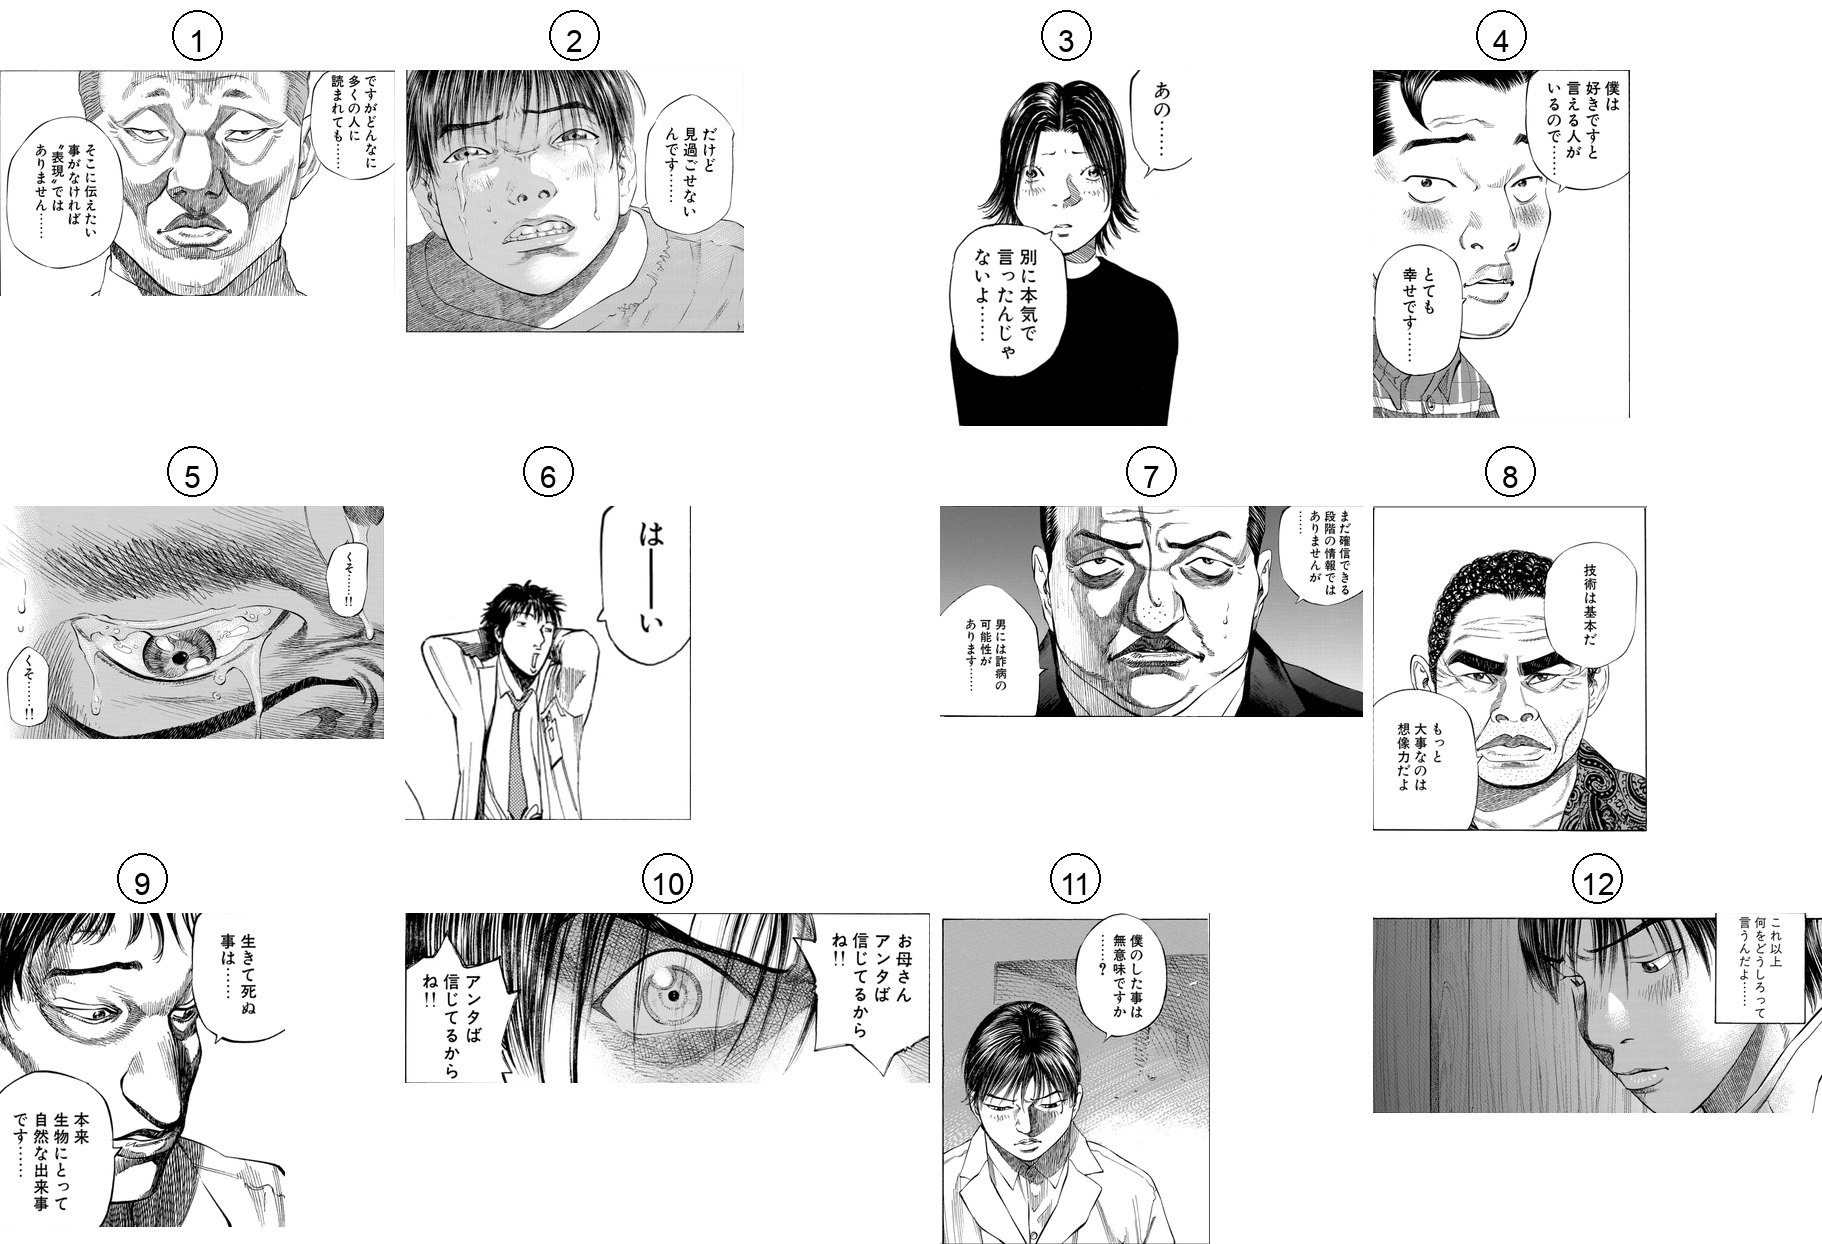 1
ですがどんなに
多くの人に
読まれても……
そこに伝えたい
事がなければ
〝表現〟では
ありません……
2
だけど
見過ごせない
んです……
3
あの……
別に本気で
言ったんじゃ
ないよ……
4
僕は
好きですと
言える人が
いるので……
とても
幸せです……
5
くそ……!!
くそ……!!
6
はーーい
7
まだ確信できる
段階の情報では
ありませんが
……
男には詐病の
可能性が
あります……
8
技術は基本だ
もっと
大事なのは
想像力だよ
9
生きて死ぬ
事は……
本来
生物にとって
自然な出来事
です……
10
お母さん
アンタば
信じてるから
ね!!
アンタば
信じてるから
ね!!
11
僕のした事は
無意味ですか
……?
12
これ以上
何をどうしろって
言うんだよ……